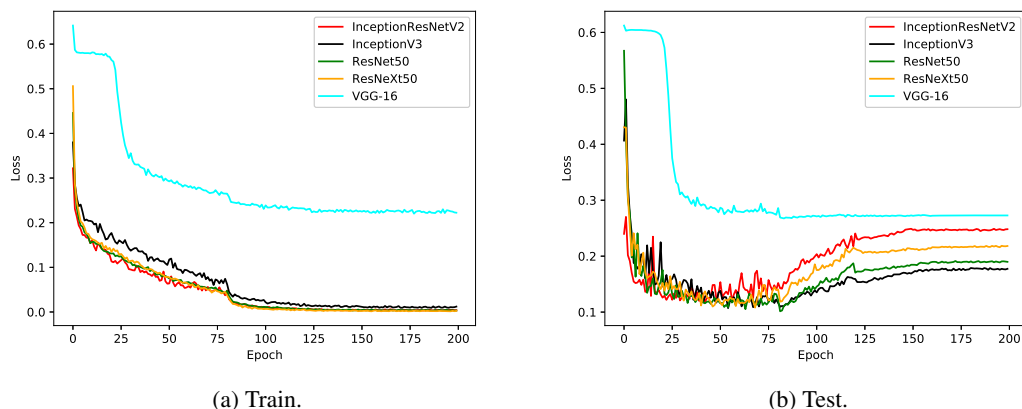 InceptionResNetV2
InceptionV3
ResNet50
ResNeXt50
VGG-16
0.6
0.5
0.4
0.3
0.2
0.1
0.0
Loss
0 25 50 75 100 125 150 175 200
Epoch
(a) Train.
InceptionResNetV2
InceptionV3
ResNet50
ResNeXt50
VGG-16
0.6
0.5
0.4
0.3
0.2
0.1
Loss
0 25 50 75 100 125 150 175 200
Epoch
(b) Test.